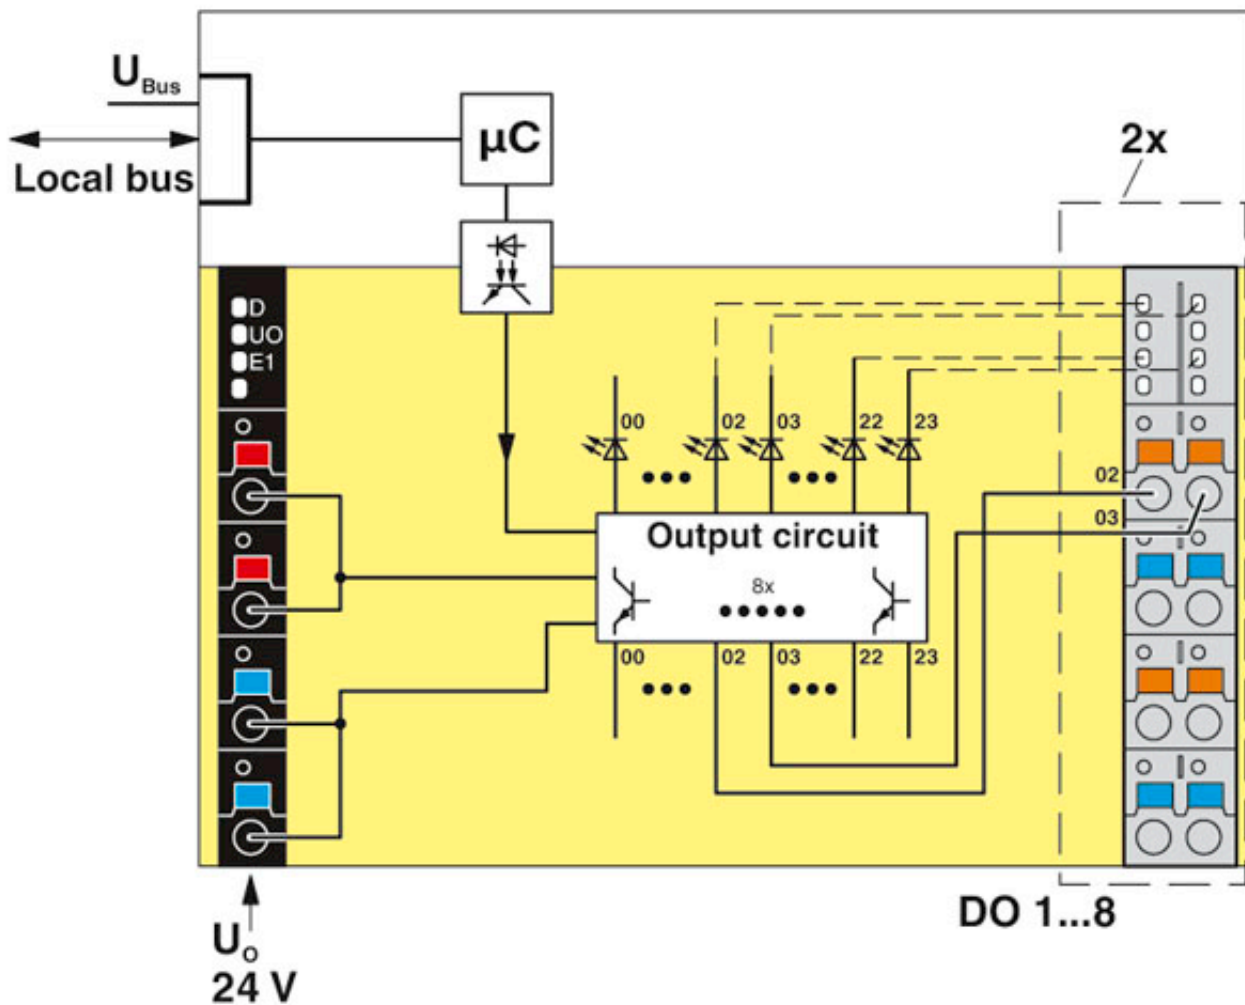 U Bus
Local bus
µC
2x
D
UO
E1
00 02 03 22 23
02
03
Output circuit
8x
00 02 03 22 23
DO 1...8
Uo
24 V